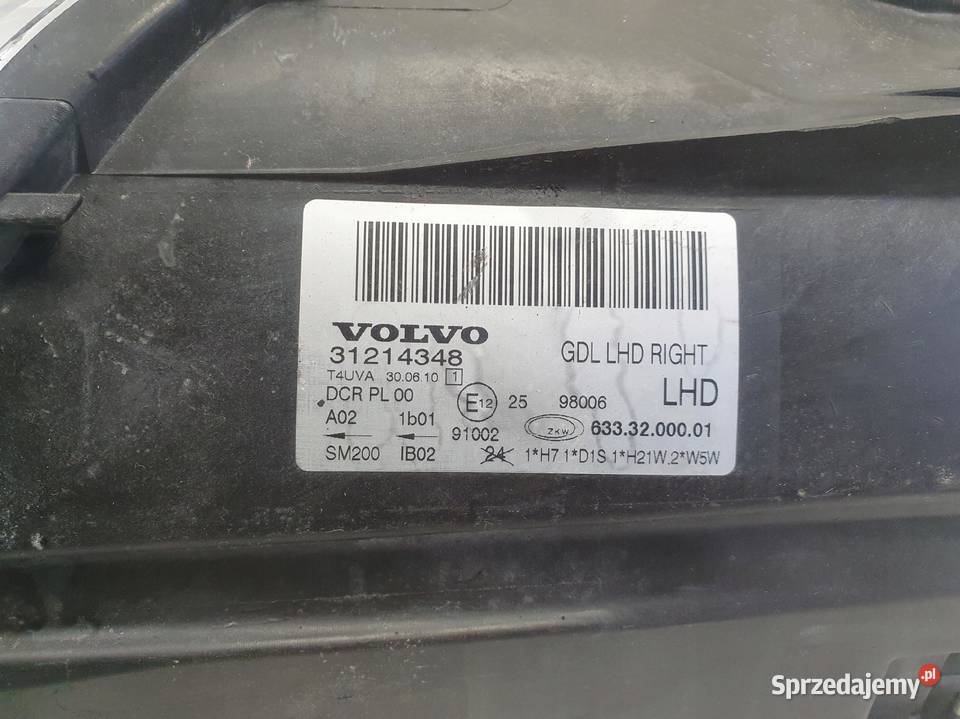 VOLVO
31214348 GDL LHD RIGHT
T4UVA 30.06.10 1
DCR PL 00 E12 25 98006 LHD
A02 1b01 91002 ZKW 633.32.000.01
SM200 IB02 24 1*H7 1*D1S 1*H21W,2*W5W
Sprzedajemy.pl